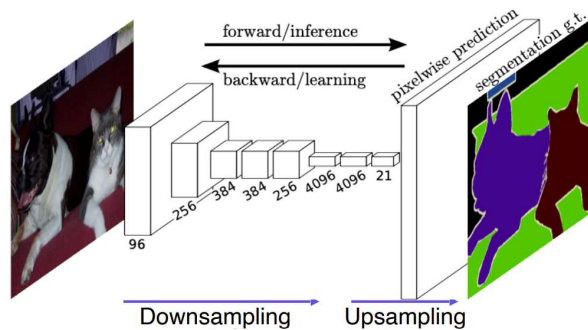 forward/inference
backward/learning
pixelwise prediction
segmentation g.t.
96
256
384
384
256
4096
4096
21
Downsampling
Upsampling